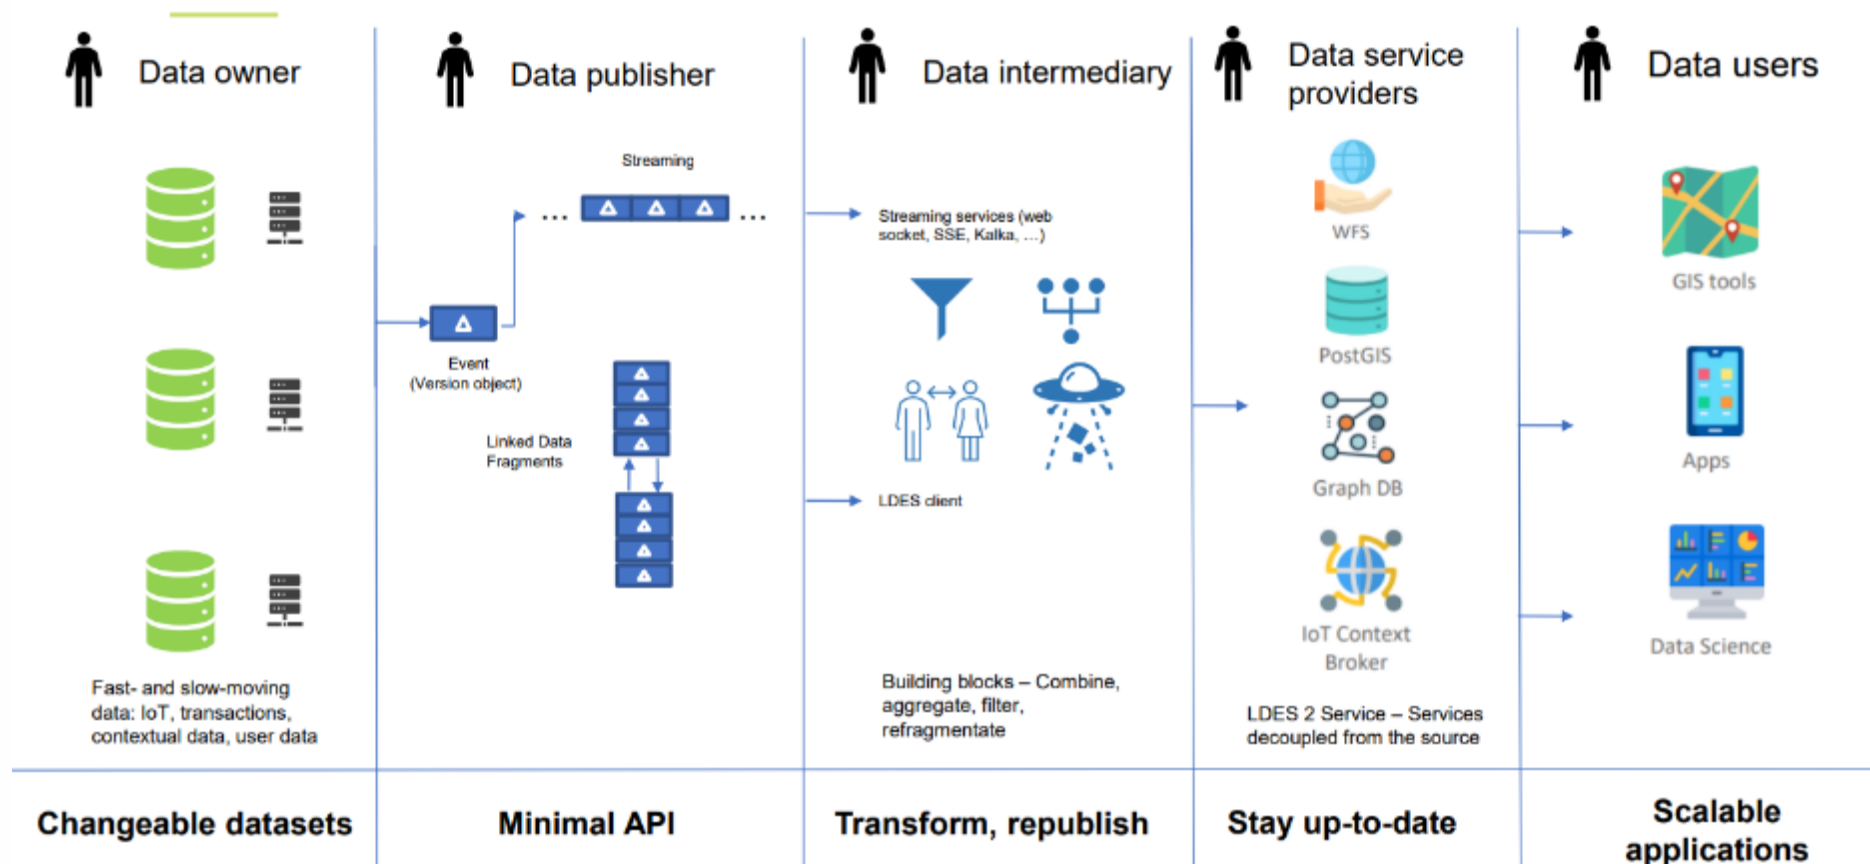 Data owner
Fast- and slow-moving
data: IoT, transactions,
contextual data, user data
Changeable datasets
Data publisher
Streaming
...
...
Event
(Version object)
Linked Data
Fragments
Minimal API
Data intermediary
Streaming services (web
socket, SSE, Kalka, ...)
LDES client
Building blocks – Combine,
aggregate, filter,
refragmentate
Transform, republish
Data service
providers
WFS
PostGIS
Graph DB
IoT Context
Broker
LDES 2 Service – Services
decoupled from the source
Stay up-to-date
Data users
GIS tools
Apps
Data Science
Scalable
applications